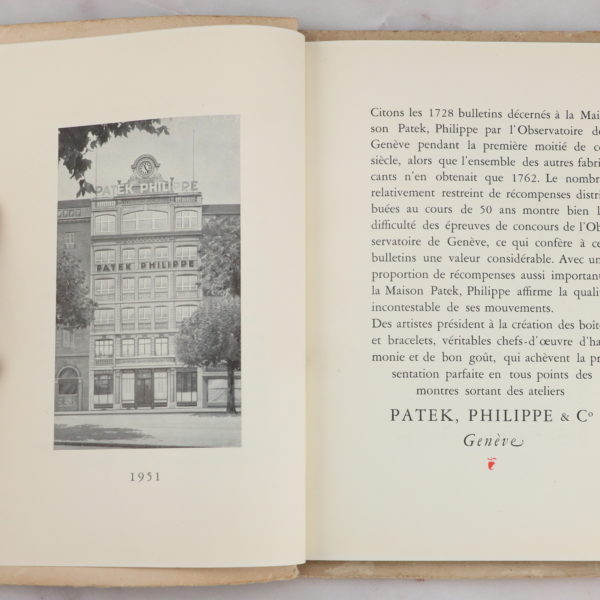 PATEK PHILIPPE
PATEK PHILIPPE
1951
Citons les 1728 bulletins décernés à la Mai
son Patek, Philippe par l'Observatoire de
Genève pendant la première moitié de c
siècle, alors que l'ensemble des autres fabri
cants n'en obtenait que 1762. Le nombr
relativement restreint de récompenses distri
buées au cours de 50 ans montre bien l
difficulté des épreuves de concours de l'Ob
servatoire de Genève, ce qui confère à ce
bulletins une valeur considérable. Avec un
proportion de récompenses aussi important
la Maison Patek, Philippe affirme la quali
incontestable de ses mouvements.
Des artistes président à la création des boît
et bracelets, véritables chefs-d'œuvre d'ha
monie et de bon goût, qui achèvent la pr
sentation parfaite en tous points des
montres sortant des ateliers
PATEK, PHILIPPE & Co
Genève